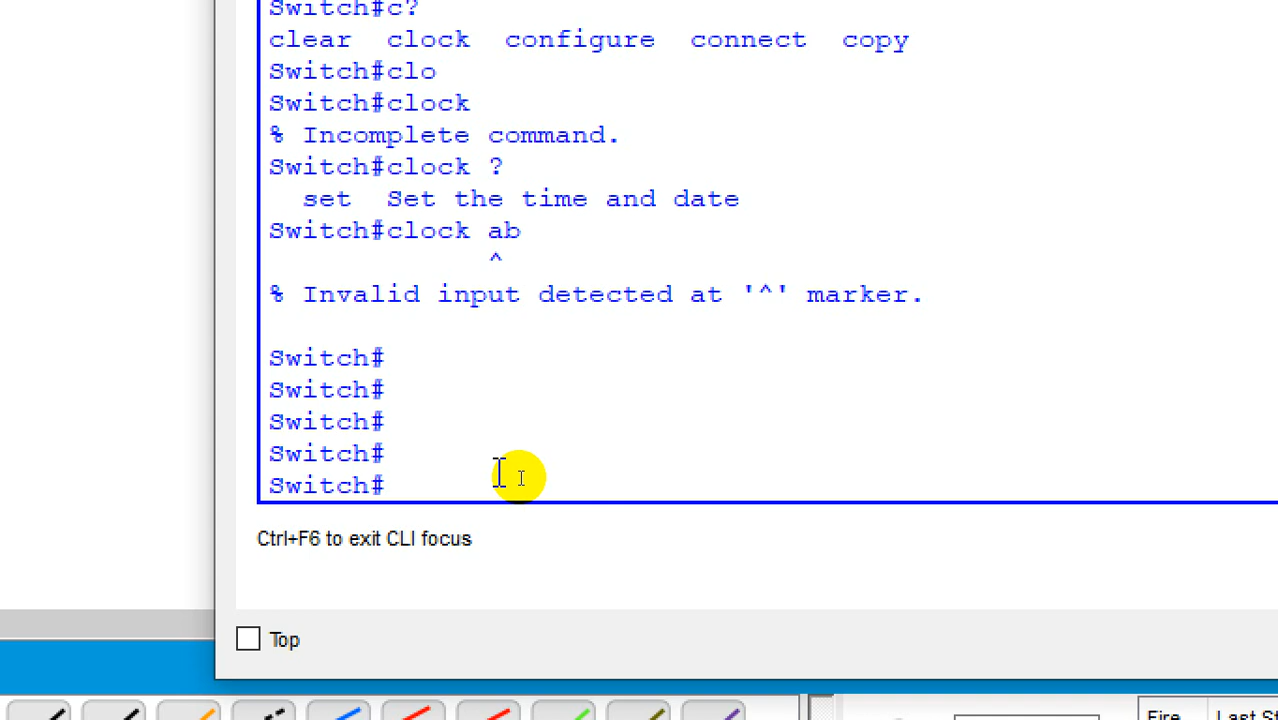 Switch#c?
clear  clock  configure  connect  copy
Switch#clo
Switch#clock
% Incomplete command.
Switch#clock ?
  set  Set the time and date
Switch#clock ab
             ^
% Invalid input detected at '^' marker.
Switch#
Switch#
Switch#
Switch#
Switch#
Ctrl+F6 to exit CLI focus
Top
Fire
Last S